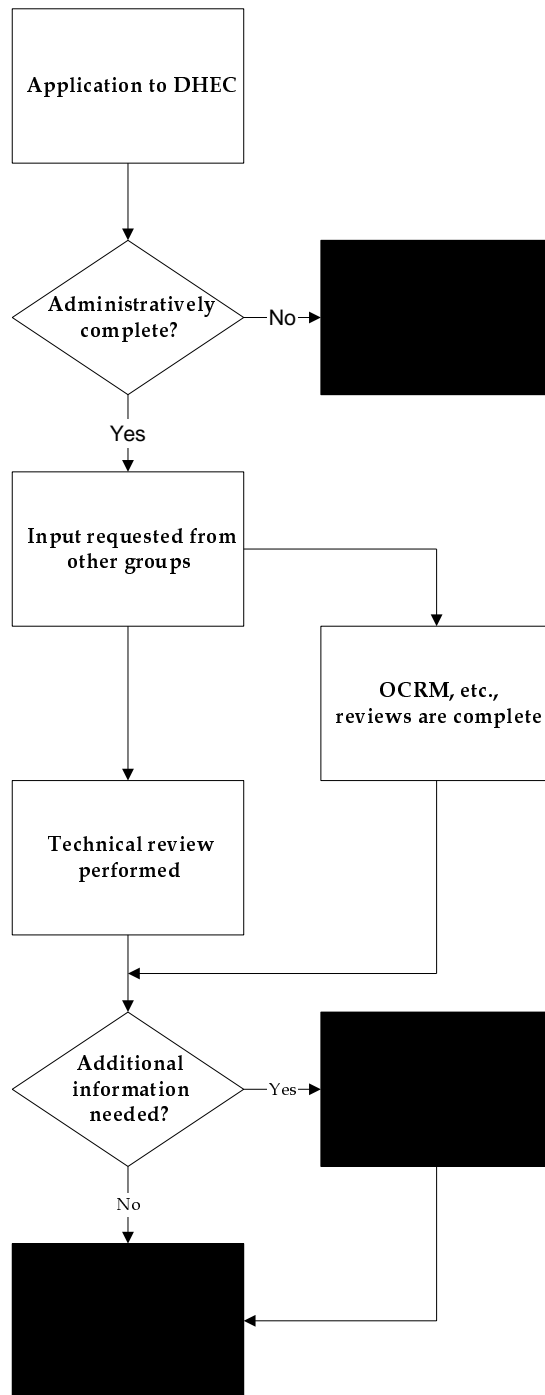 Application to DHEC
Administratively
complete?
No
Yes
Input requested from
other groups
OCRM, etc.,
reviews are complete
Technical review
performed
Additional
information
needed?
Yes
No